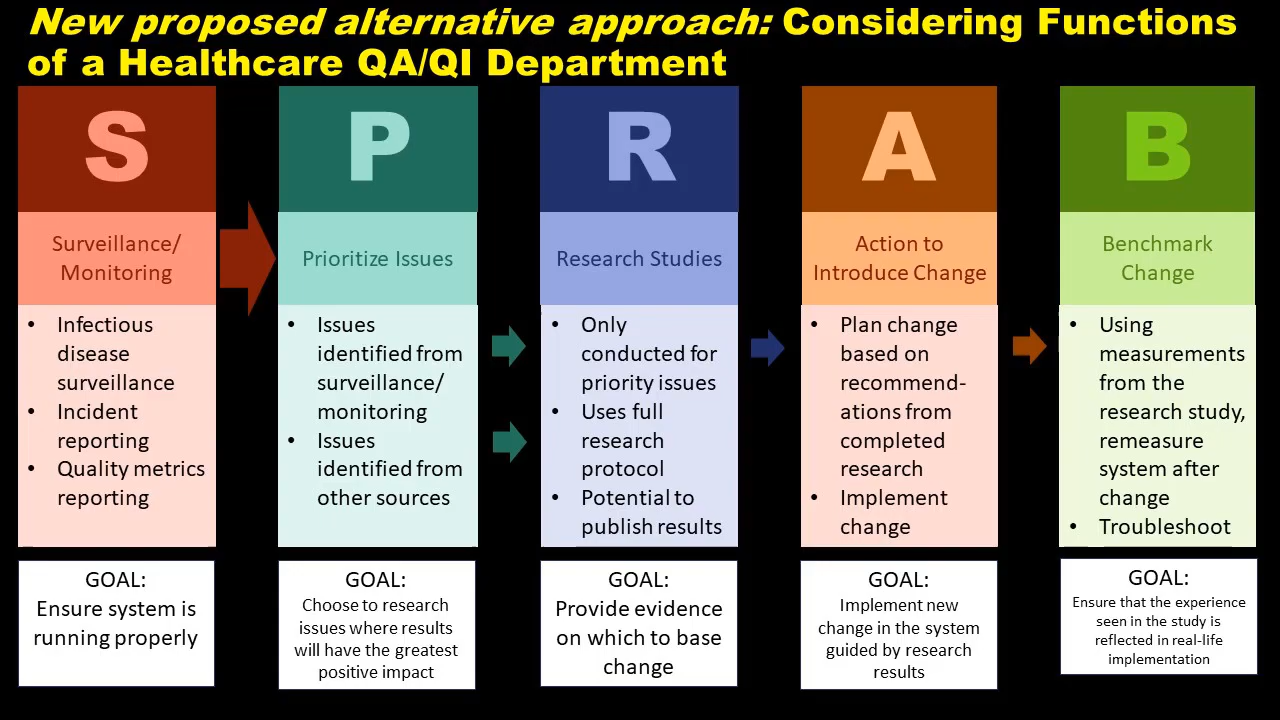 New proposed alternative approach: Considering Functions
of a Healthcare QA/QI Department
S
Surveillance/
Monitoring
• Infectious
disease
surveillance
• Incident
reporting
• Quality metrics
reporting
GOAL:
Ensure system is
running properly
P
Prioritize Issues
• Issues
identified from
surveillance/
monitoring
• Issues
identified from
other sources
GOAL:
Choose to research
issues where results
will have the greatest
positive impact
R
Research Studies
• Only
conducted for
priority issues
• Uses full
research
protocol
• Potential to
publish results
GOAL:
Provide evidence
on which to base
change
A
Action to
Introduce Change
• Plan change
based on
recommend-
ations from
completed
research
• Implement
change
GOAL:
Implement new
change in the system
guided by research
results
B
Benchmark
Change
• Using
measurements
from the
research study,
remeasure
system after
change
• Troubleshoot
GOAL:
Ensure that the experience
seen in the study is
reflected in real-life
implementation